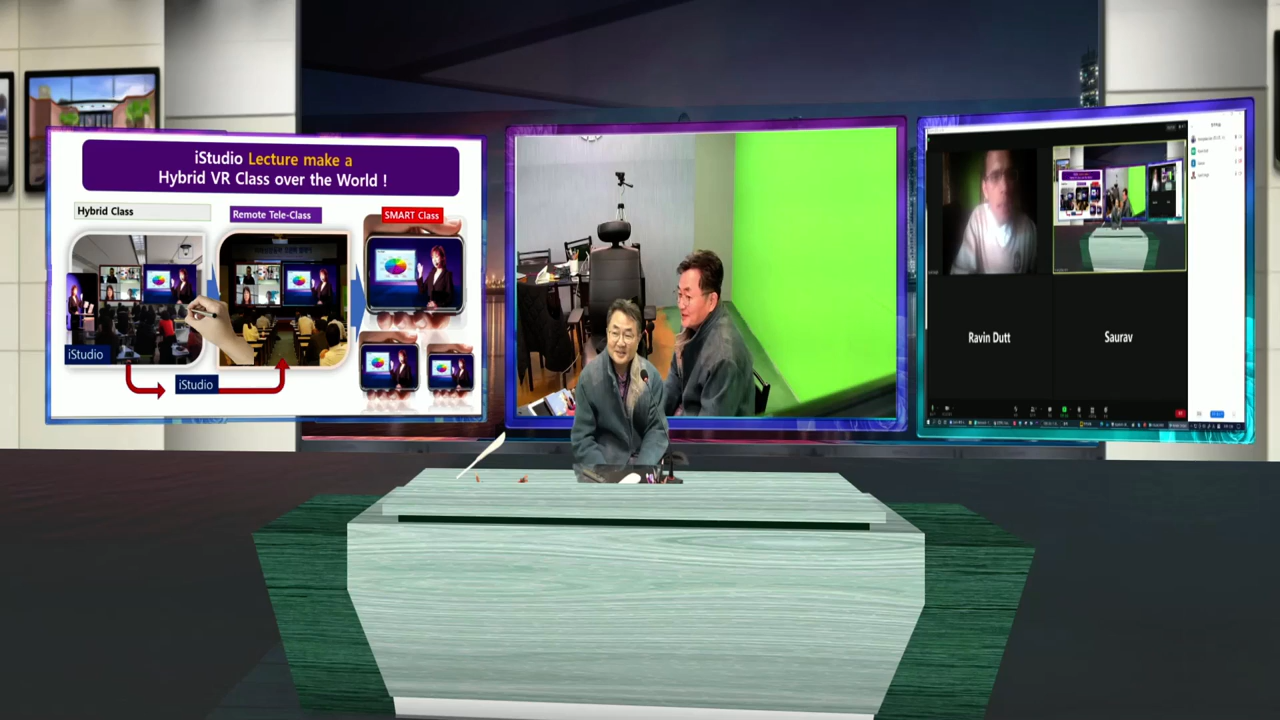 iStudio Lecture make a
Hybrid VR Class over the World !
Hybrid Class
Remote Tele-Class
SMART Class
iStudio
iStudio
Ravin Dutt
Saurav